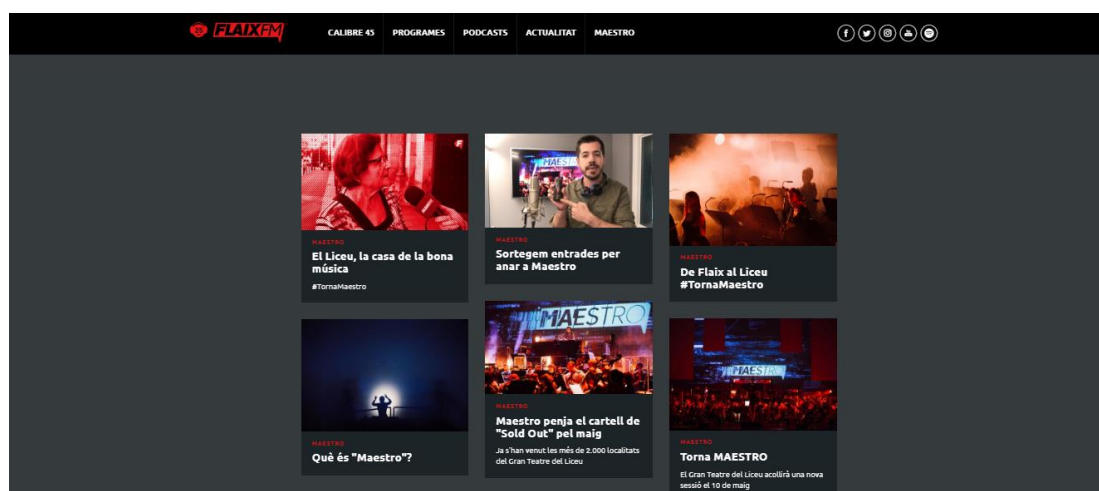 FLAIXFM
CALIBRE 45
PROGRAMES
PODCASTS
ACTUALITAT
MAESTRO
MAESTRO
El Liceu, la casa de la bona
música
#TornaMaestro
MAESTRO
MAESTRO
Sortegem entrades per
anar a Maestro
MAESTRO
De Flaix al Liceu
#TornaMaestro
MAESTRO
Què és "Maestro"?
MAESTRO
MAESTRO
Maestro penja el cartell de
"Sold Out" pel maig
Ja s'han venut les més de 2.000 localitats
del Gran Teatre del Liceu
MAESTRO
MAESTRO
Torna MAESTRO
El Gran Teatre del Liceu acollirà una nova
sessió el 10 de maig